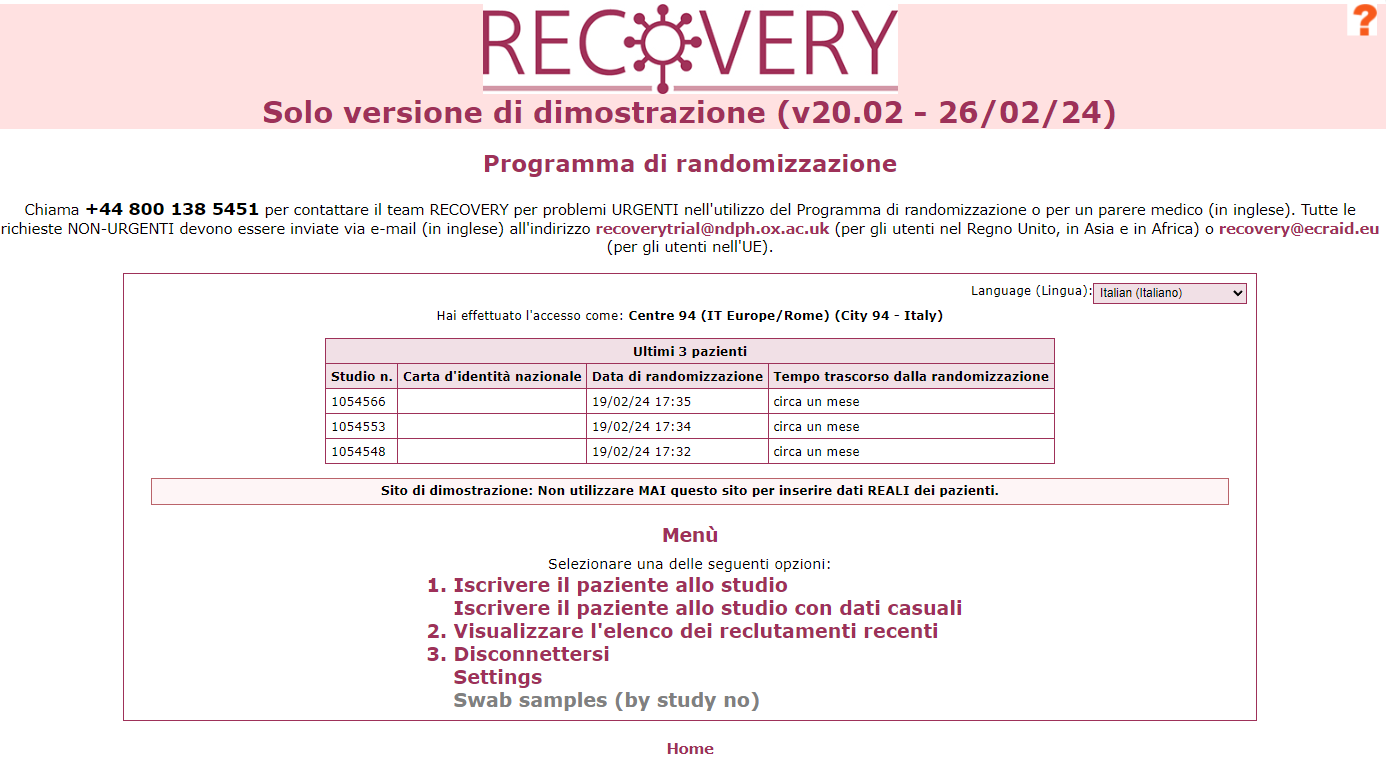 RECOVERY
?
Solo versione di dimostrazione (v20.02 - 26/02/24)
Programma di randomizzazione
Chiama +44 800 138 5451 per contattare il team RECOVERY per problemi URGENTI nell'utilizzo del Programma di randomizzazione o per un parere medico (in inglese). Tutte le
richieste NON-URGENTI devono essere inviate via e-mail (in inglese) all'indirizzo recoverytrial@ndph.ox.ac.uk (per gli utenti nel Regno Unito, in Asia e in Africa) o recovery@ecraid.eu
(per gli utenti nell'UE).
Language (Lingua): Italian (Italiano)
Hai effettuato l'accesso come: Centre 94 (IT Europe/Rome) (City 94 - Italy)
Ultimi 3 pazienti
Studio n. Carta d'identità nazionale Data di randomizzazione Tempo trascorso dalla randomizzazione
1054566 19/02/24 17:35 circa un mese
1054553 19/02/24 17:34 circa un mese
1054548 19/02/24 17:32 circa un mese
Sito di dimostrazione: Non utilizzare MAI questo sito per inserire dati REALI dei pazienti.
Menù
Selezionare una delle seguenti opzioni:
1. Iscrivere il paziente allo studio
Iscrivere il paziente allo studio con dati casuali
2. Visualizzare l'elenco dei reclutamenti recenti
3. Disconnettersi
Settings
Swab samples (by study no)
Home